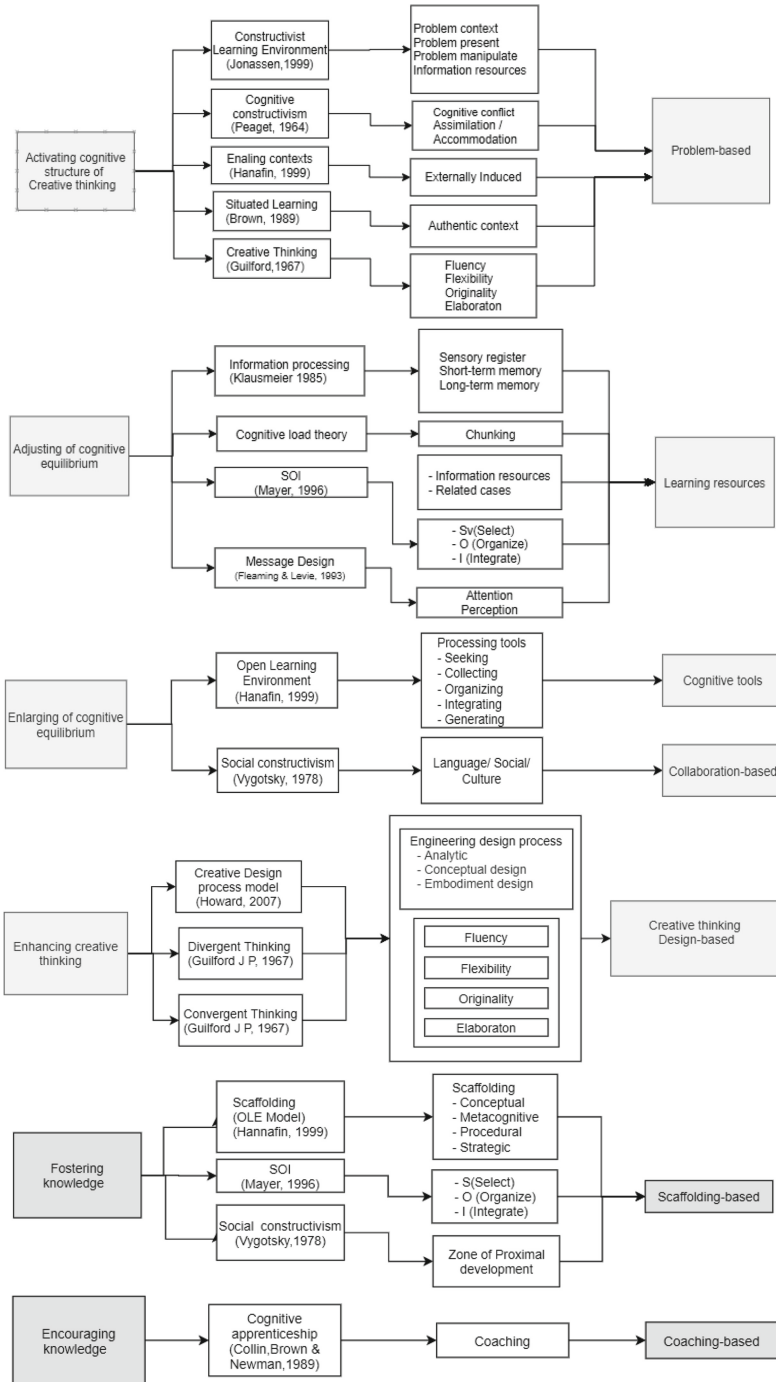 Activating cognitive
structure of
Creative thinking
Constructivist
Learning Environment
(Jonassen,1999)
Problem context
Problem present
Problem manipulate
Information resources
Cognitive
constructivism
(Peaget, 1964)
Cognitive conflict
Assimilation /
Accommodation
Enaling contexts
(Hanafin, 1999)
Externally Induced
Situated Learning
(Brown, 1989)
Authentic context
Creative Thinking
(Guilford,1967)
Fluency
Flexibility
Originality
Elaboraton
Problem-based
Adjusting of cognitive
equilibrium
Information processing
(Klausmeier 1985)
Sensory register
Short-term memory
Long-term memory
Cognitive load theory
Chunking
SOI
(Mayer, 1996)
- Information resources
- Related cases
- Sv(Select)
- O (Organize)
- I (Integrate)
Message Design
(Fleaming & Levie, 1993)
Attention
Perception
Learning resources
Enlarging of cognitive
equilibrium
Open Learning
Environment
(Hanafin, 1999)
Processing tools
- Seeking
- Collecting
- Organizing
- Integrating
- Generating
Cognitive tools
Social constructivism
(Vygotsky, 1978)
Language/ Social/
Culture
Collaboration-based
Enhancing creative
thinking
Creative Design
process model
(Howard, 2007)
Divergent Thinking
(Guilford J P, 1967)
Convergent Thinking
(Guilford J P, 1967)
Engineering design process
- Analytic
- Conceptual design
- Embodiment design
Fluency
Flexibility
Originality
Elaboraton
Creative thinking
Design-based
Fostering
knowledge
Scaffolding
(OLE Model)
(Hannafin, 1999)
Scaffolding
- Conceptual
- Metacognitive
- Procedural
- Strategic
SOI
(Mayer, 1996)
- S(Select)
- O (Organize)
- I (Integrate)
Social constructivism
(Vygotsky,1978)
Zone of Proximal
development
Scaffolding-based
Encouraging
knowledge
Cognitive
apprenticeship
(Collin,Brown &
Newman,1989)
Coaching
Coaching-based